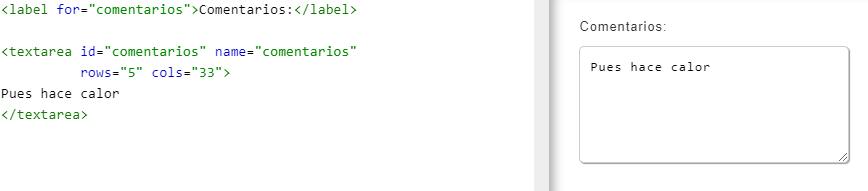 <label for="comentarios">Comentarios:</label>
<textarea id="comentarios" name="comentarios"
rows="5" cols="33">
Pues hace calor
</textarea>
Comentarios:
Pues hace calor